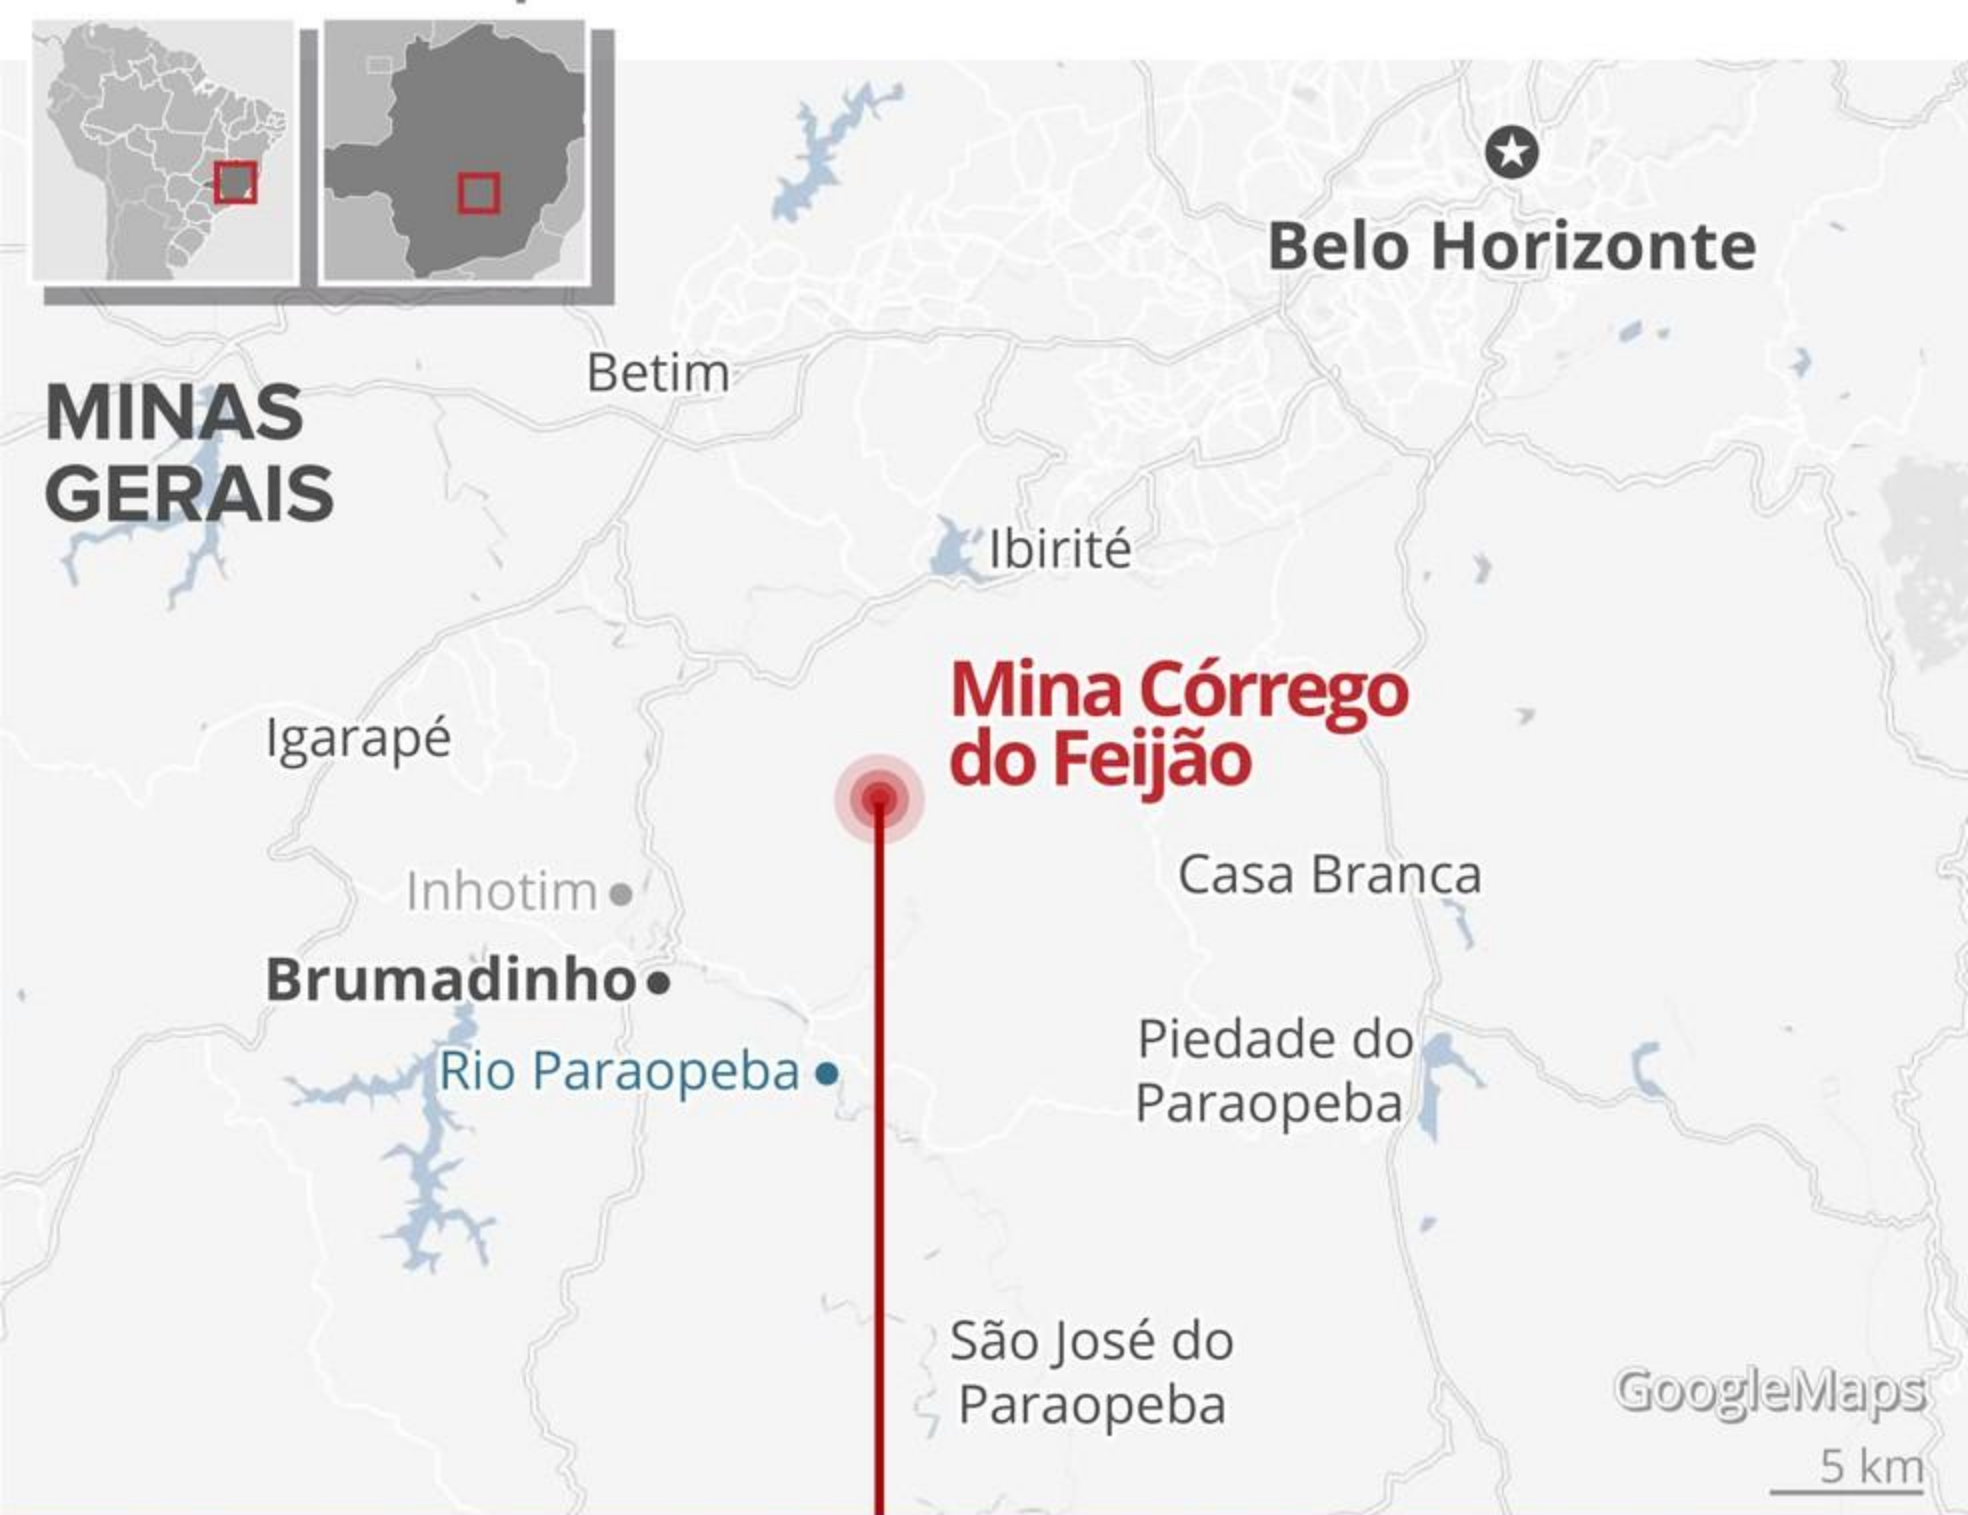 Belo Horizonte
Betim
MINAS
GERAIS
Ibirité
Mina Córrego
do Feijão
Igarapé
Casa Branca
Inhotim
Brumadinho
Rio Paraopeba
Piedade do
Paraopeba
São José do
Paraopeba
GoogleMaps
5 km